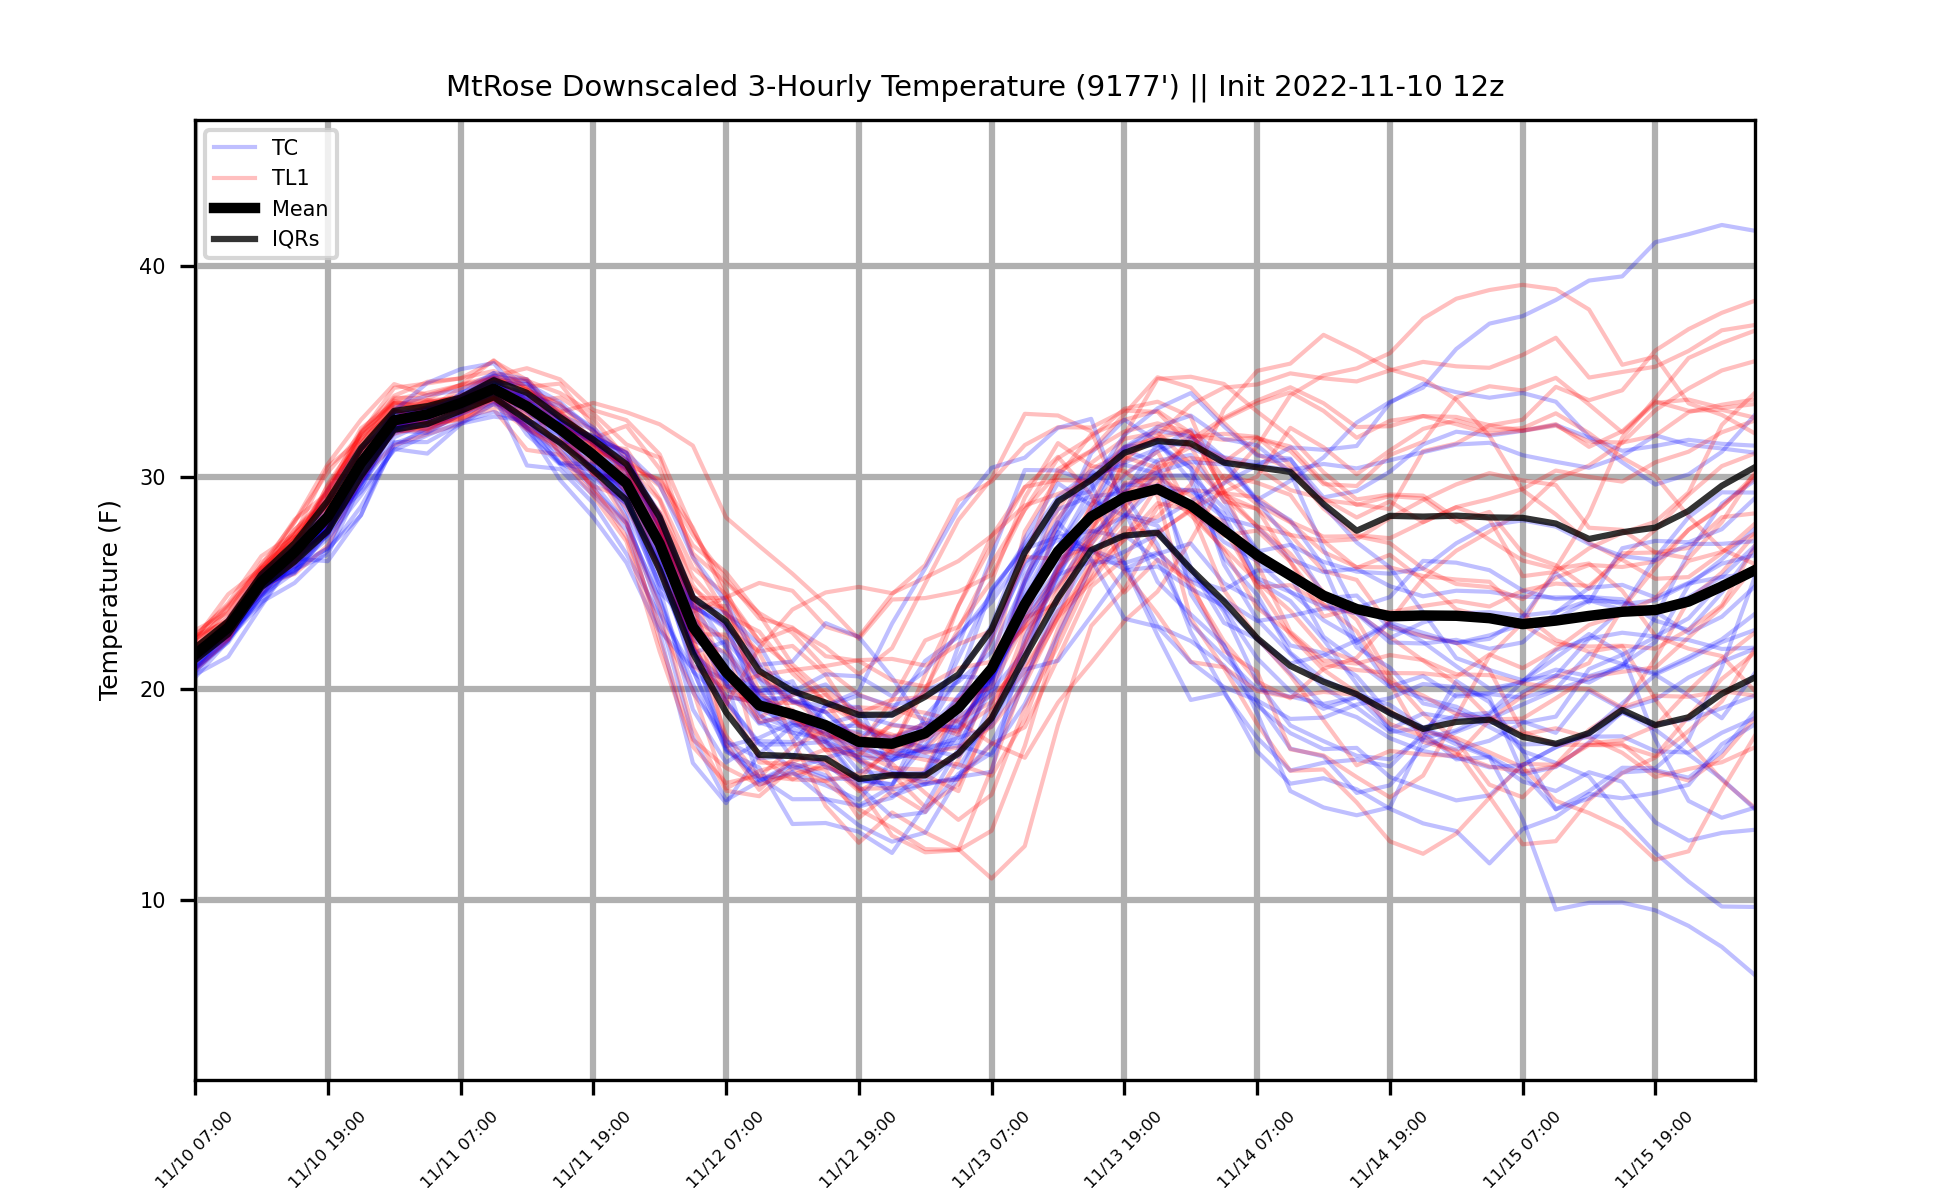 MtRose Downscaled 3-Hourly Temperature (9177') || Init 2022-11-10 12z
TC
TL1
Mean
IQRs
Temperature (F)
40
30
20
10
11/10 07:00
11/10 19:00
11/11 07:00
11/11 19:00
11/12 07:00
11/12 19:00
11/13 07:00
11/13 19:00
11/14 07:00
11/14 19:00
11/15 07:00
11/15 19:00